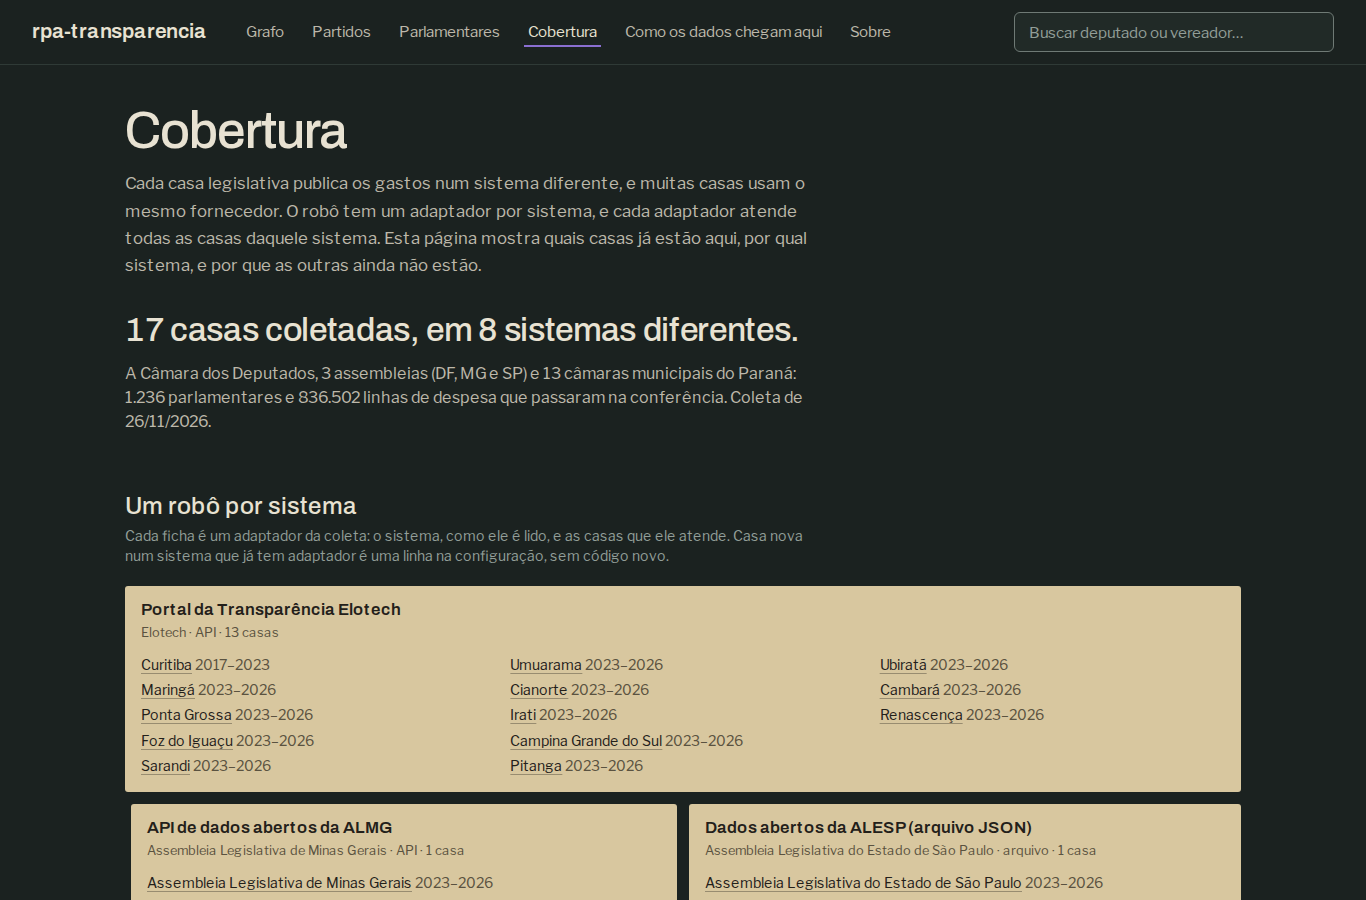 rpa-transparencia
Grafo
Partidos
Parlamentares
Cobertura
Como os dados chegam aqui
Sobre
Buscar deputado ou vereador...
Cobertura
Cada casa legislativa publica os gastos num sistema diferente, e muitas casas usam o
mesmo fornecedor. O robô tem um adaptador por sistema, e cada adaptador atende
todas as casas daquele sistema. Esta página mostra quais casas já estão aqui, por qual
sistema, e por que as outras ainda não estão.
17 casas coletadas, em 8 sistemas diferentes.
A Câmara dos Deputados, 3 assembleias (DF, MG e SP) e 13 câmaras municipais do Paraná:
1.236 parlamentares e 836.502 linhas de despesa que passaram na conferência. Coleta de
26/11/2026.
Um robô por sistema
Cada ficha é um adaptador da coleta: o sistema, como ele é lido, e as casas que ele atende. Casa nova
num sistema que já tem adaptador é uma linha na configuração, sem código novo.
Portal da Transparência Elotech
Elotech · API · 13 casas
Curitiba 2017–2023
Maringá 2023–2026
Ponta Grossa 2023–2026
Foz do Iguaçu 2023–2026
Sarandi 2023–2026
Umuarama 2023–2026
Cianorte 2023–2026
Irati 2023–2026
Campina Grande do Sul 2023–2026
Pitanga 2023–2026
Ubiratã 2023–2026
Cambará 2023–2026
Renascença 2023–2026
API de dados abertos da ALMG
Assembleia Legislativa de Minas Gerais · API · 1 casa
Assembleia Legislativa de Minas Gerais 2023–2026
Dados abertos da ALESP (arquivo JSON)
Assembleia Legislativa do Estado de São Paulo · arquivo · 1 casa
Assembleia Legislativa do Estado de São Paulo 2023–2026